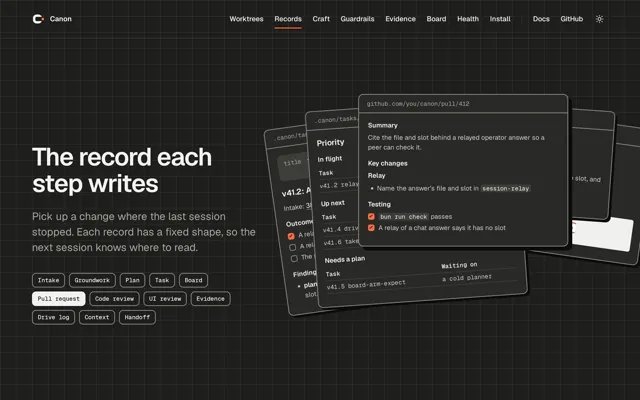 Canon
Worktrees Records Craft Guardrails Evidence Board Health Install Docs GitHub
The record each
step writes
Pick up a change where the last session
stopped. Each record has a fixed shape, so the
next session knows where to read.
Intake Groundwork Plan Task Board
Pull request Code review UI review Evidence
Drive log Context Handoff
.canon/tas
title
v41.2: A
Intake:
Outcome
A rel
A rela
The
Finding
plan
slot
.canon/tasks
Priority
In flight
Task
v41.2 relay
Up next
Task
v41.4 driv
v41.6 take
Needs a plan
Task Waiting on
v41.5 board-arm-expect a cold planner
github.com/you/canon/pull/412
Summary
Cite the file and slot behind a relayed operator answer so a
peer can check it.
Key changes
Relay
Name the answer's file and slot in session-relay
Testing
bun run check passes
A relay of a chat answer says it has no slot
slot, and